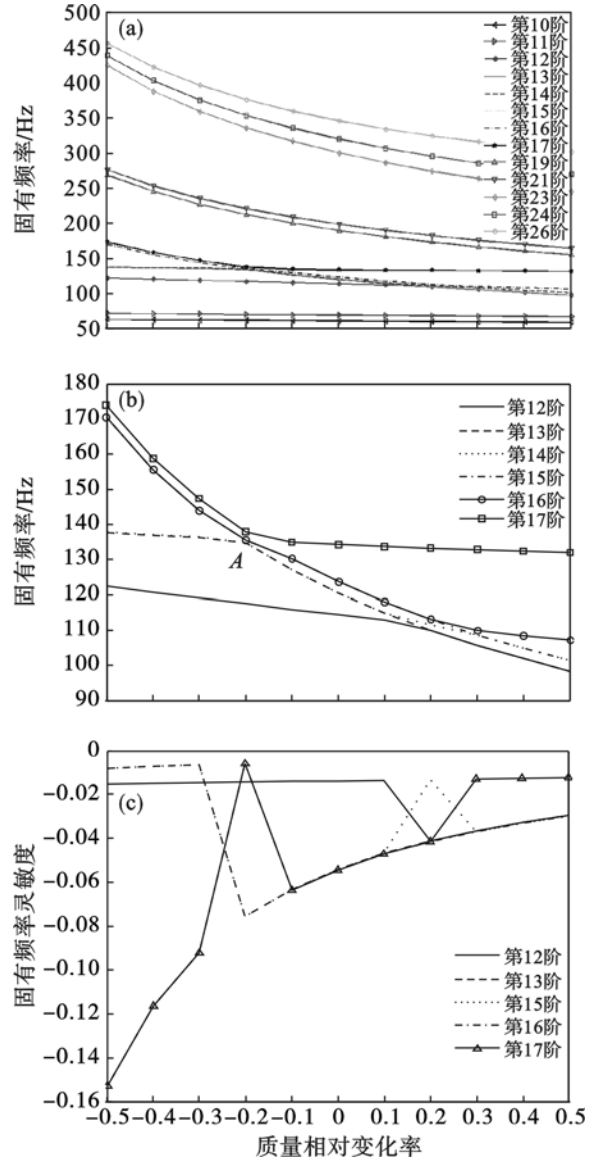 (a)
500
450
400
350
300
250
200
150
100
50
固有频率/Hz
第10阶
第11阶
第12阶
第13阶
第14阶
第15阶
第16阶
第17阶
第19阶
第21阶
第23阶
第24阶
第26阶
(b)
180
170
160
150
140
130
120
110
100
90
固有频率/Hz
A
第12阶
第13阶
第14阶
第15阶
第16阶
第17阶
(c)
0
−0.02
−0.04
−0.06
−0.08
−0.10
−0.12
−0.14
−0.16
固有频率灵敏度
第12阶
第13阶
第15阶
第16阶
第17阶
−0.5 −0.4 −0.3 −0.2 −0.1 0 0.1 0.2 0.3 0.4 0.5
质量相对变化率